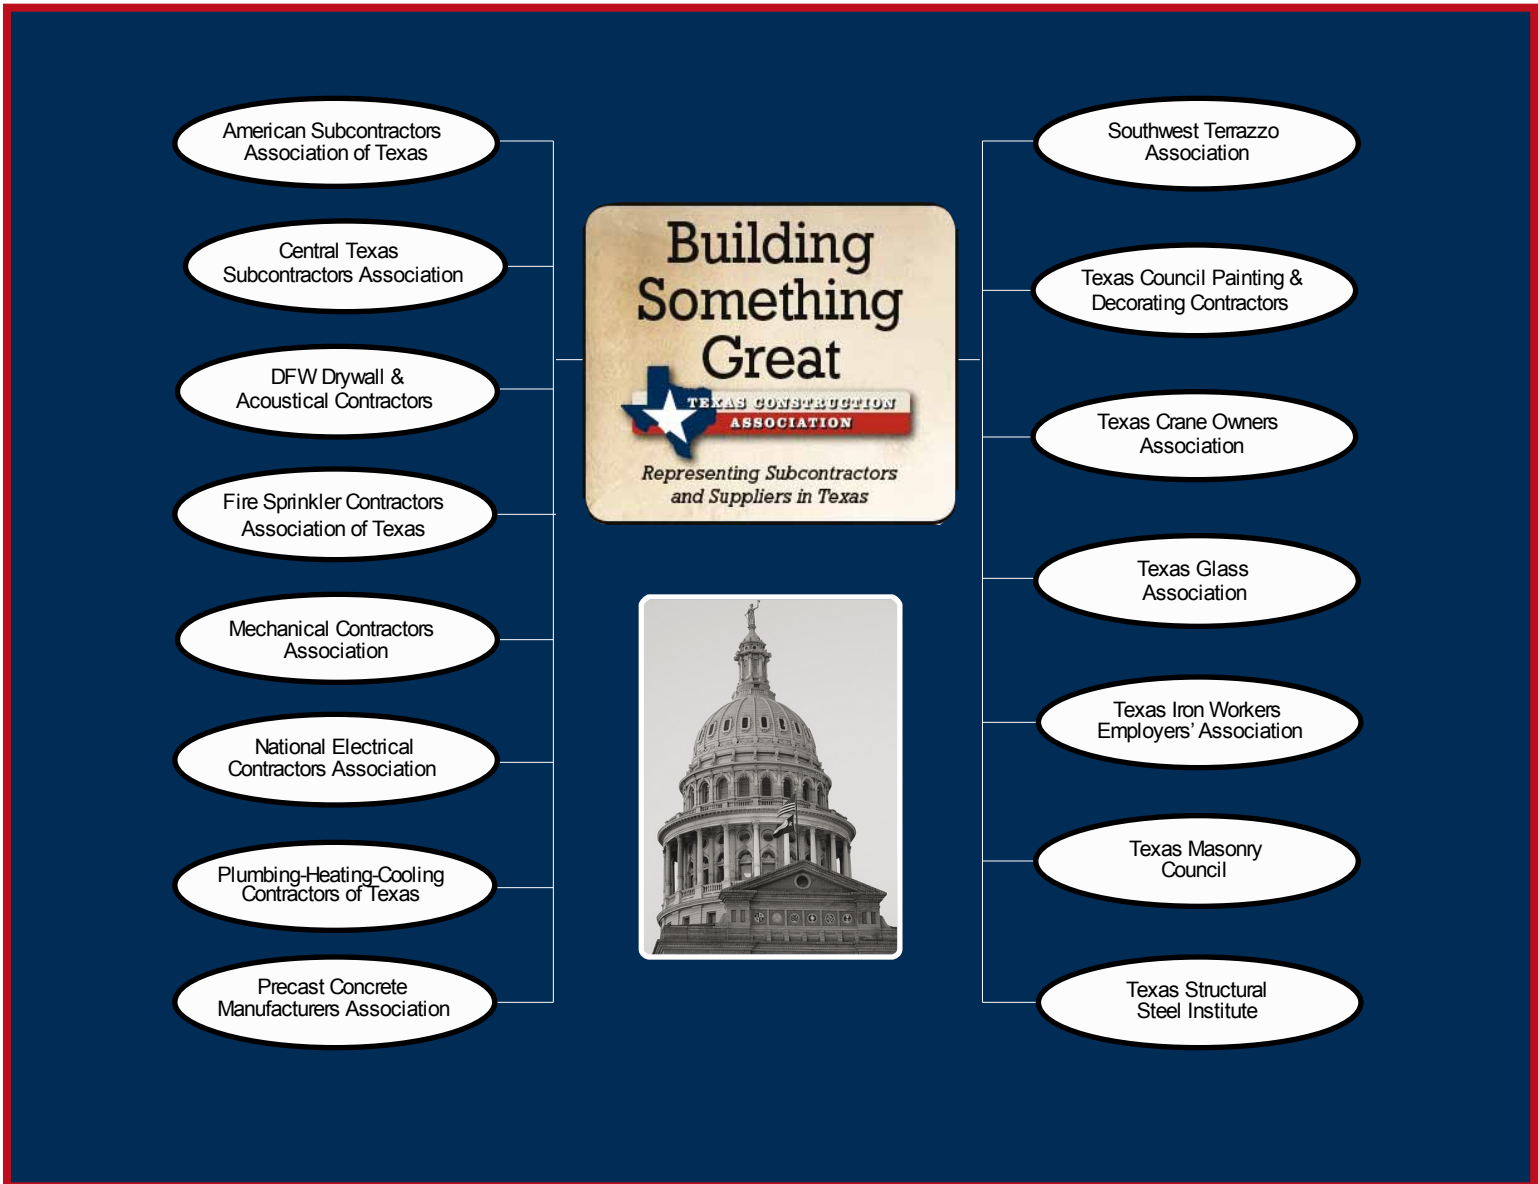 American Subcontractors
Association of Texas
Central Texas
Subcontractors Association
DFW Drywall &
Acoustical Contractors
Fire Sprinkler Contractors
Association of Texas
Mechanical Contractors
Association
National Electrical
Contractors Association
Plumbing-Heating-Cooling
Contractors of Texas
Precast Concrete
Manufacturers Association
Building
Something
Great
TEXAS CONSTRUCTION
ASSOCIATION
Representing Subcontractors
and Suppliers in Texas
Southwest Terrazzo
Association
Texas Council Painting &
Decorating Contractors
Texas Crane Owners
Association
Texas Glass
Association
Texas Iron Workers
Employers’ Association
Texas Masonry
Council
Texas Structural
Steel Institute